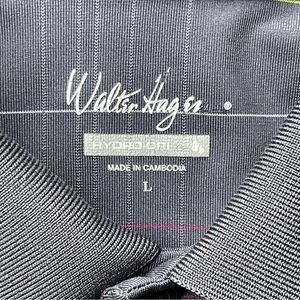 Walter Hagen ®
HYDRO-DRI
MADE IN CAMBODIA
L